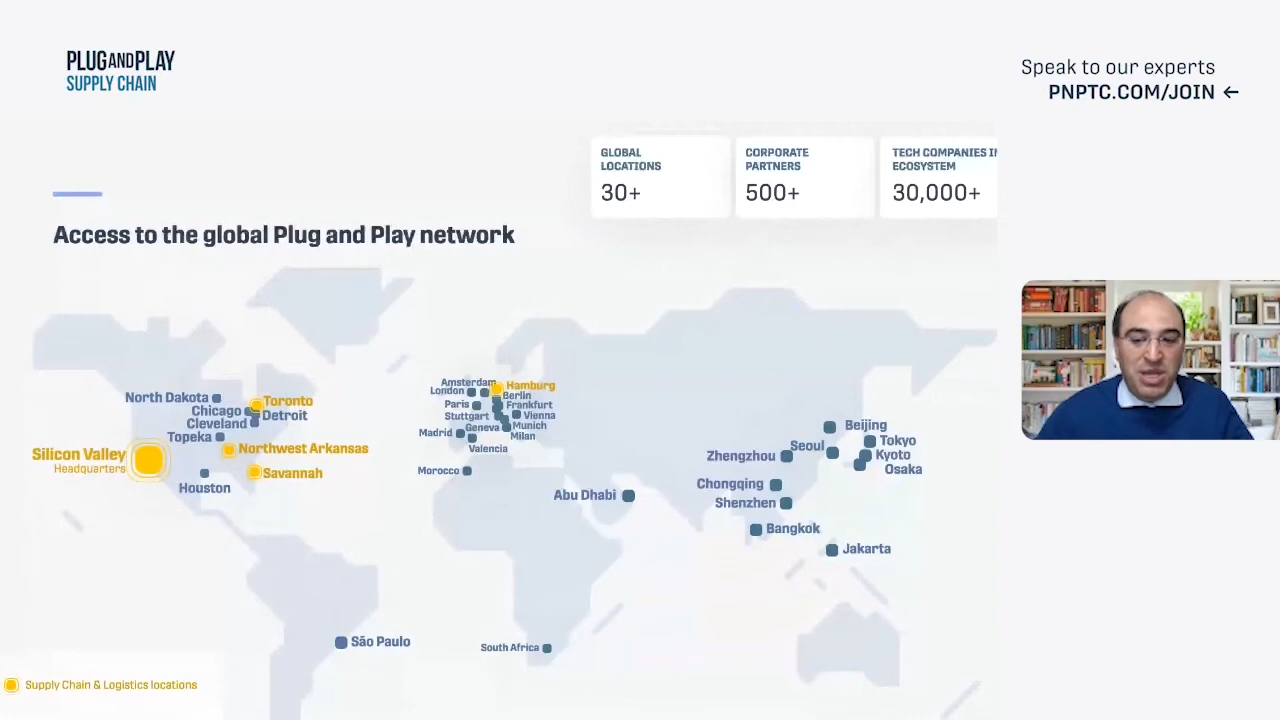 PLUG AND PLAY
SUPPLY CHAIN
Speak to our experts
PNPTC.COM/JOIN ←
GLOBAL
LOCATIONS
30+
CORPORATE
PARTNERS
500+
TECH COMPANIES IN
ECOSYSTEM
30,000+
Access to the global Plug and Play network
North Dakota
Toronto
Chicago
Detroit
Cleveland
Topeka
Silicon Valley
Headquarters
Northwest Arkansas
Savannah
Houston
Amsterdam
Hamburg
London
Berlin
Paris
Frankfurt
Stuttgart
Vienna
Geneva
Munich
Madrid
Milan
Valencia
Morocco
Abu Dhabi
Beijing
Seoul
Tokyo
Zhengzhou
Kyoto
Osaka
Chongqing
Shenzhen
Bangkok
Jakarta
São Paulo
South Africa
Supply Chain & Logistics locations